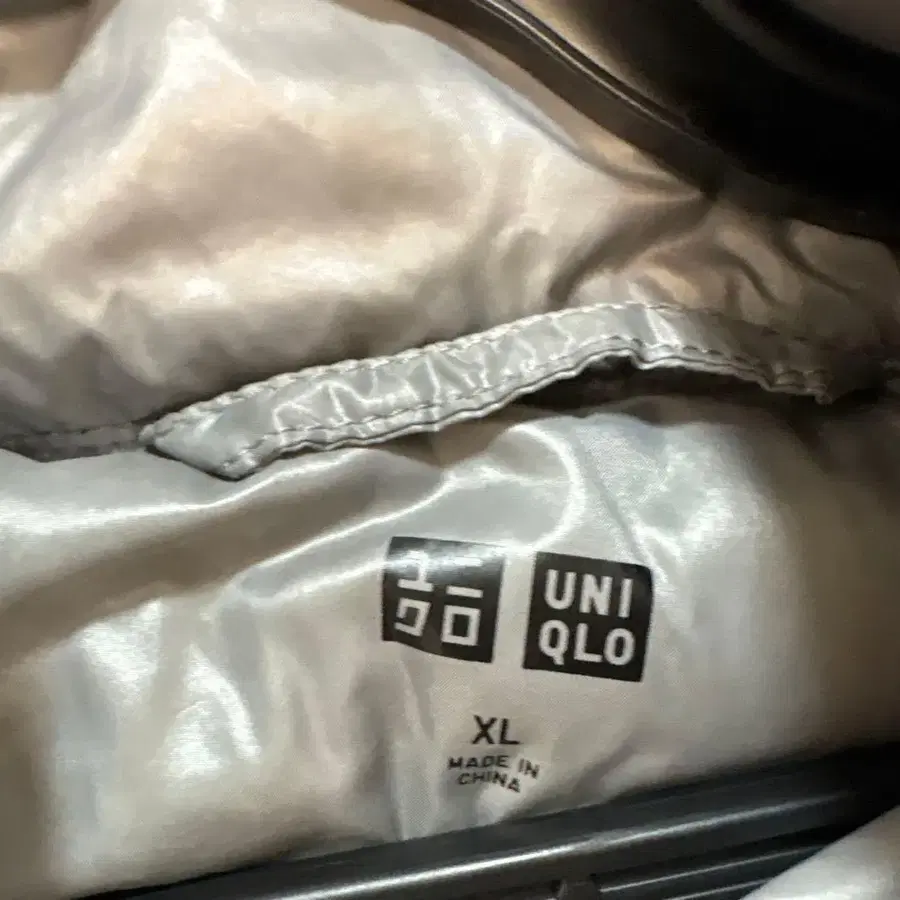 ユニ
クロ
UNI
QLO
XL
MADE IN
CHINA